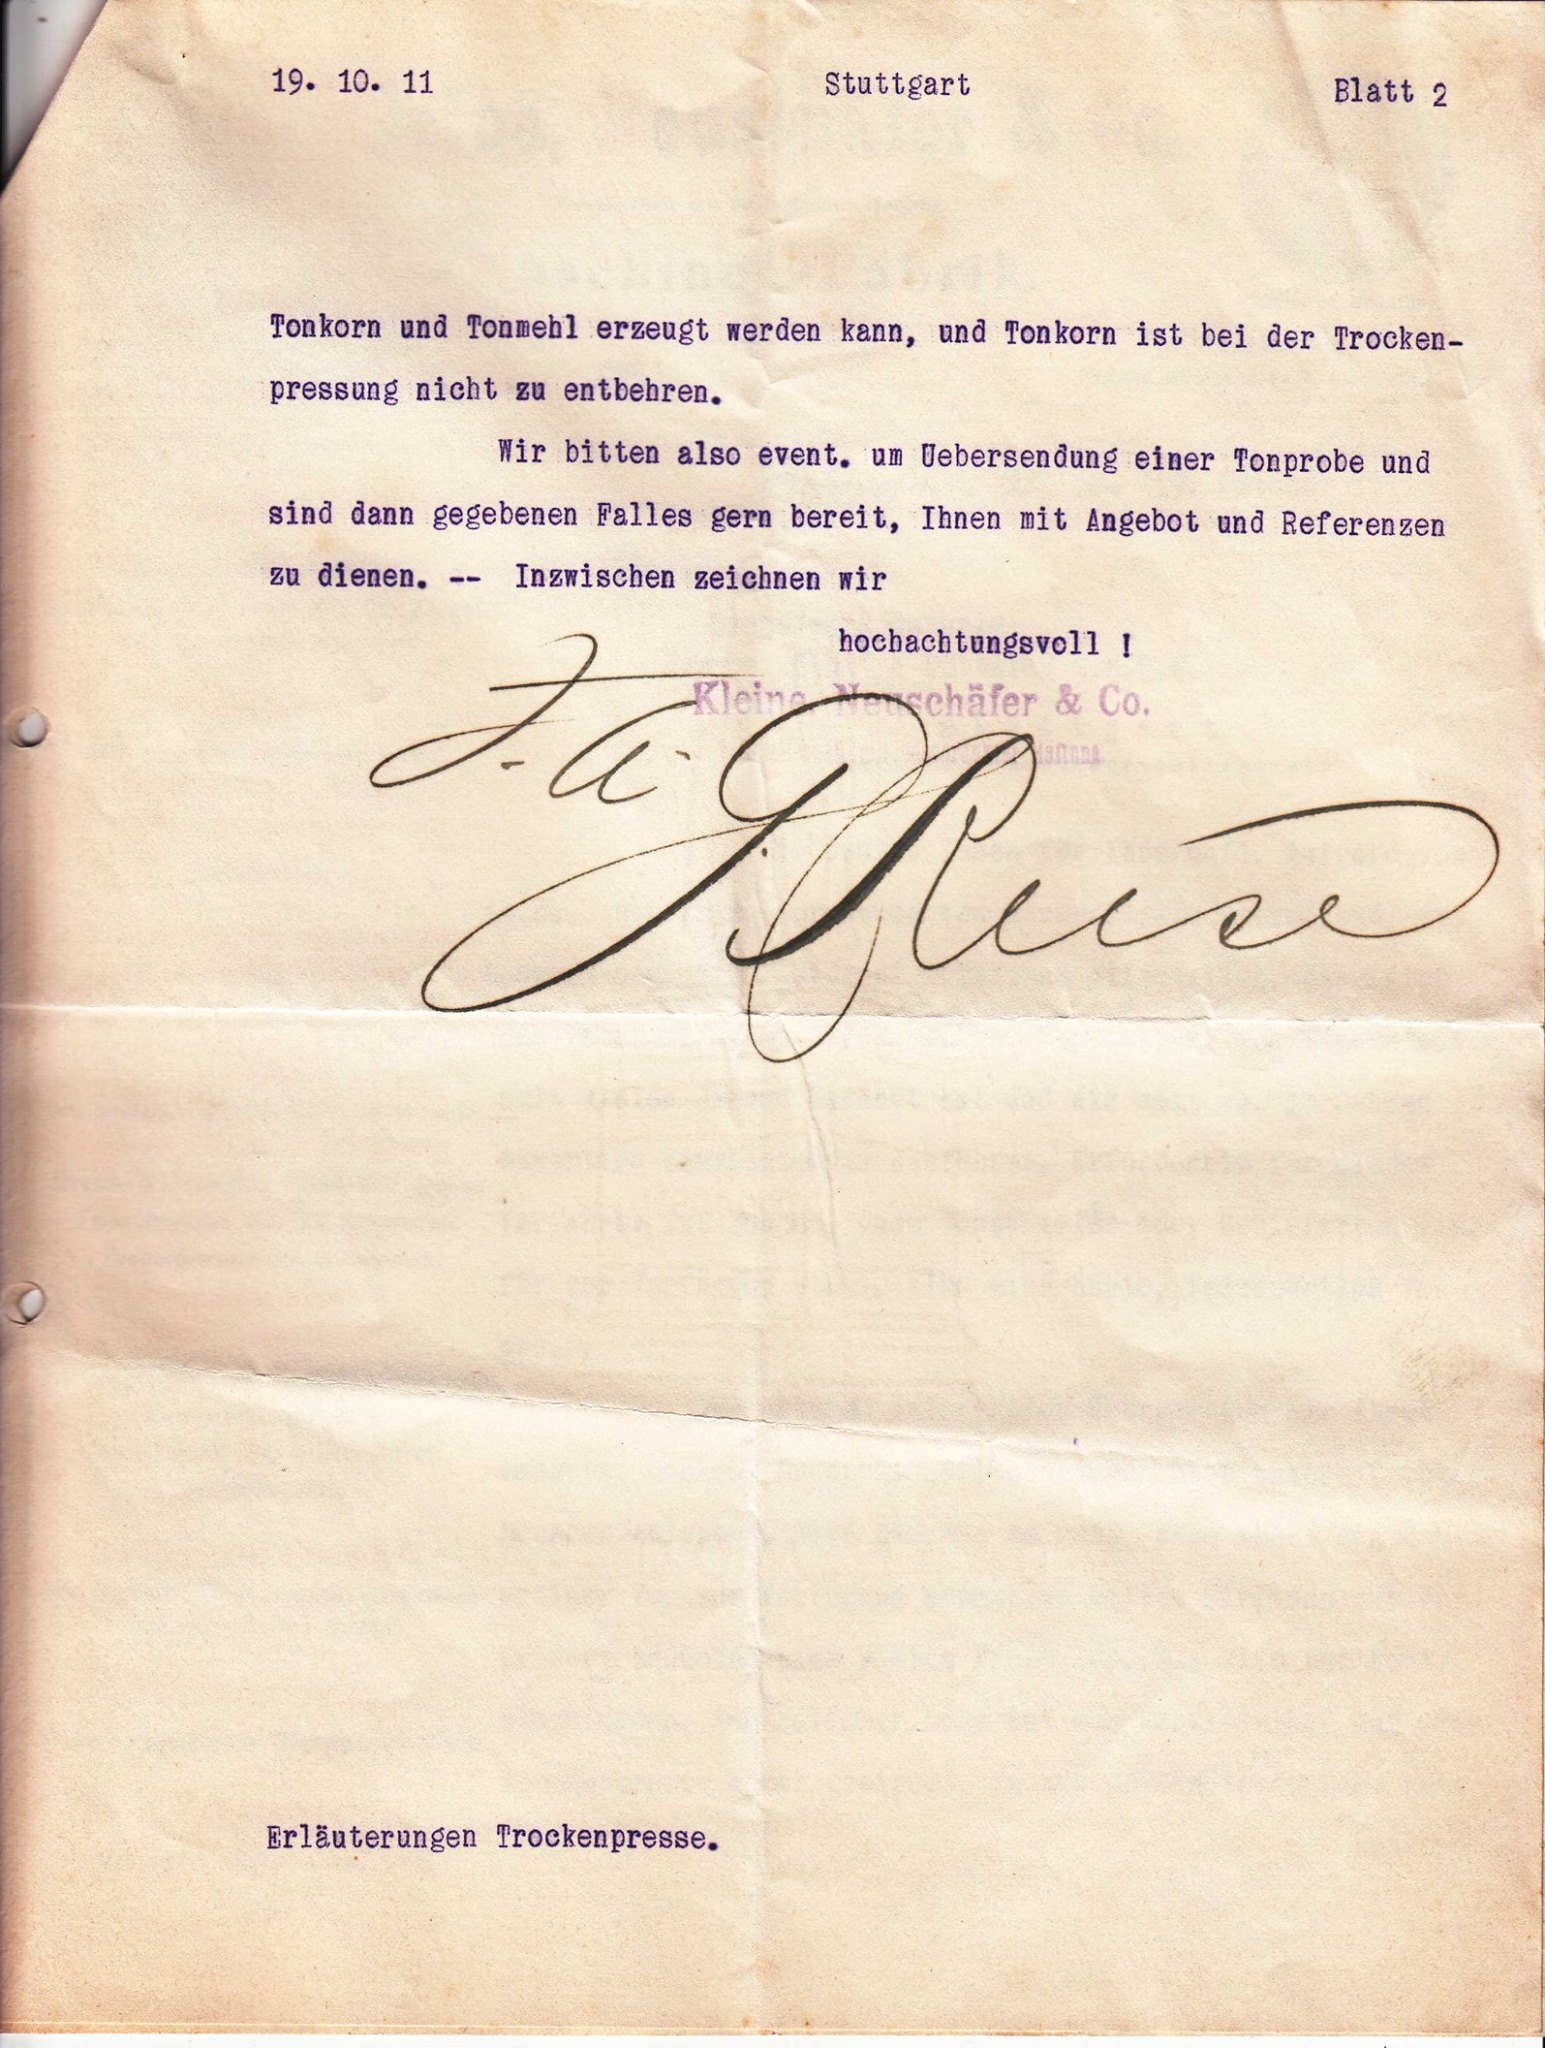 19. 10. 11 Stuttgart Blatt 2
Tonkorn und Tonmehl erzeugt werden kann, und Tonkorn ist bei der Trocken-
pressung nicht zu entbehren.
Wir bitten also event. um Uebersendung einer Tonprobe und
sind dann gegebenen Falles gern bereit, Ihnen mit Angebot und Referenzen
zu dienen. -- Inzwischen zeichnen wir
hochachtungsvoll !
Kleine, Neuschäfer & Co.
Haftung
Erläuterungen Trockenpresse.